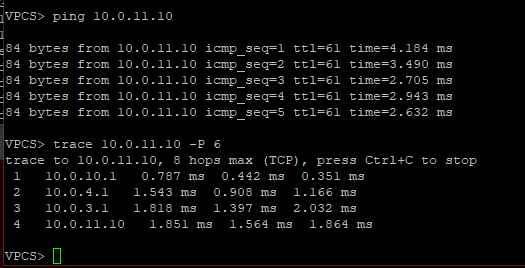 VPCS> ping 10.0.11.10
84 bytes from 10.0.11.10 icmp_seq=1 ttl=61 time=4.184 ms
84 bytes from 10.0.11.10 icmp_seq=2 ttl=61 time=3.490 ms
84 bytes from 10.0.11.10 icmp_seq=3 ttl=61 time=2.705 ms
84 bytes from 10.0.11.10 icmp_seq=4 ttl=61 time=2.943 ms
84 bytes from 10.0.11.10 icmp_seq=5 ttl=61 time=2.632 ms
VPCS> trace 10.0.11.10 -P 6
trace to 10.0.11.10, 8 hops max (TCP), press Ctrl+C to stop
1 10.0.10.1 0.787 ms 0.442 ms 0.351 ms
2 10.0.4.1 1.543 ms 0.908 ms 1.166 ms
3 10.0.3.1 1.818 ms 1.397 ms 2.032 ms
4 10.0.11.10 1.851 ms 1.564 ms 1.864 ms
VPCS>